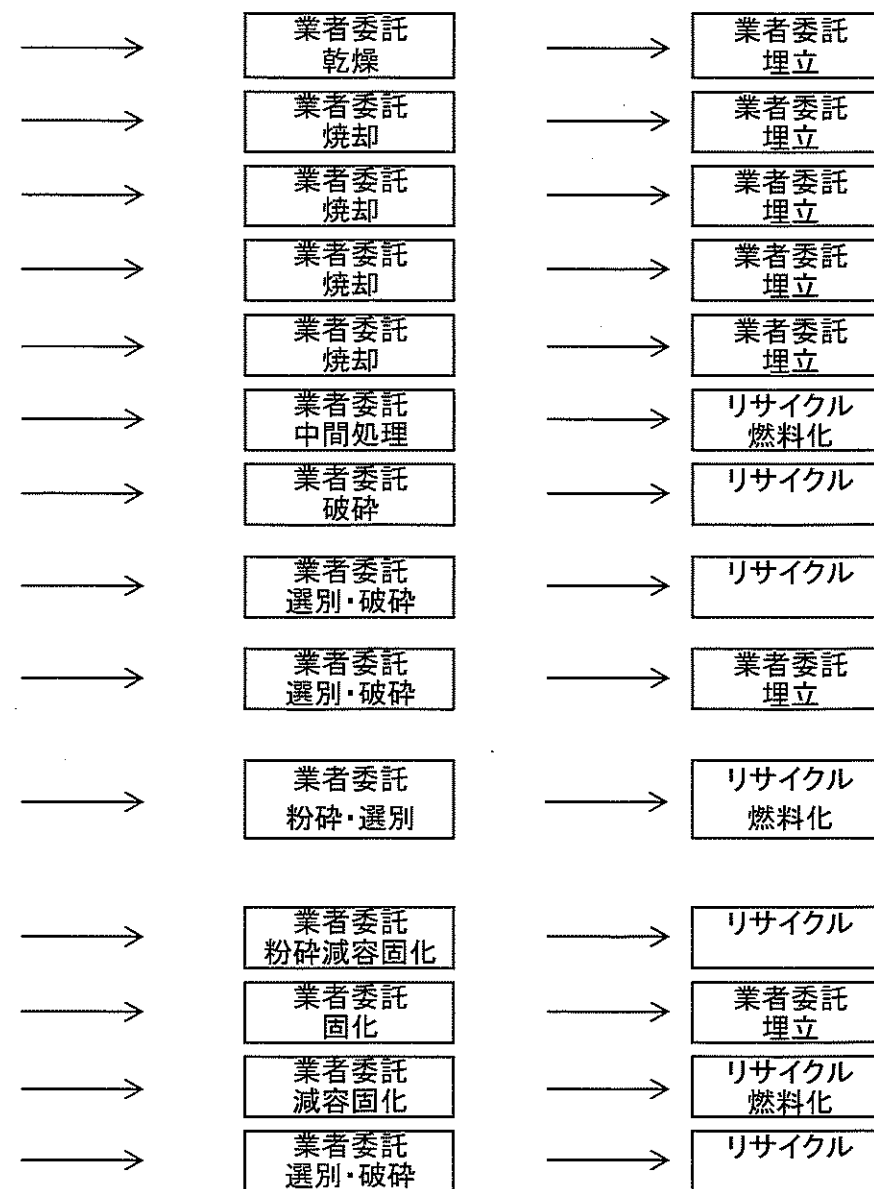 業者委託
乾燥
業者委託
埋立
業者委託
焼却
業者委託
埋立
業者委託
焼却
業者委託
埋立
業者委託
焼却
業者委託
埋立
業者委託
焼却
業者委託
埋立
業者委託
中間処理
リサイクル
燃料化
業者委託
破砕
リサイクル
業者委託
選別・破砕
リサイクル
業者委託
選別・破砕
業者委託
埋立
業者委託
粉砕・選別
リサイクル
燃料化
業者委託
粉砕減容固化
リサイクル
業者委託
固化
業者委託
埋立
業者委託
減容固化
リサイクル
燃料化
業者委託
選別・破砕
リサイクル